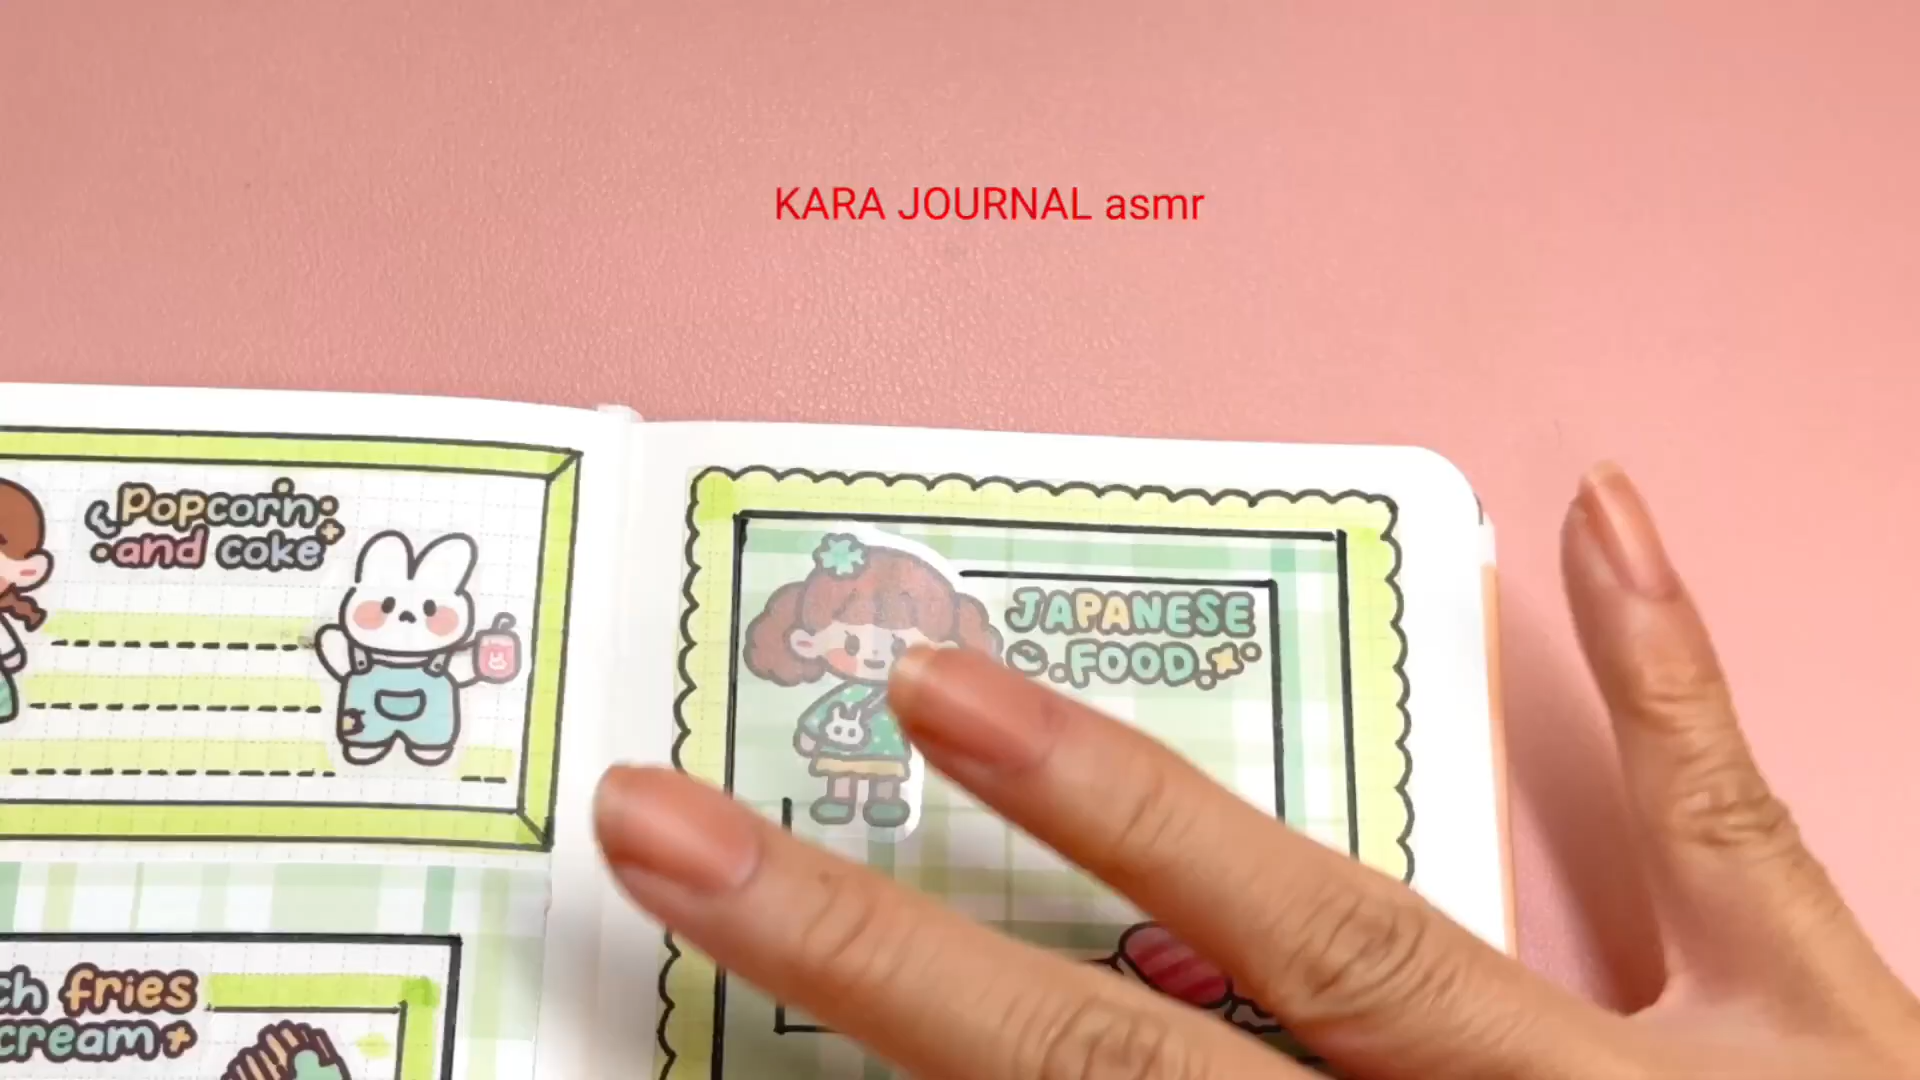 KARA JOURNAL asmr
Popcorn
and coke
JAPANESE
FOOD
fries
cream